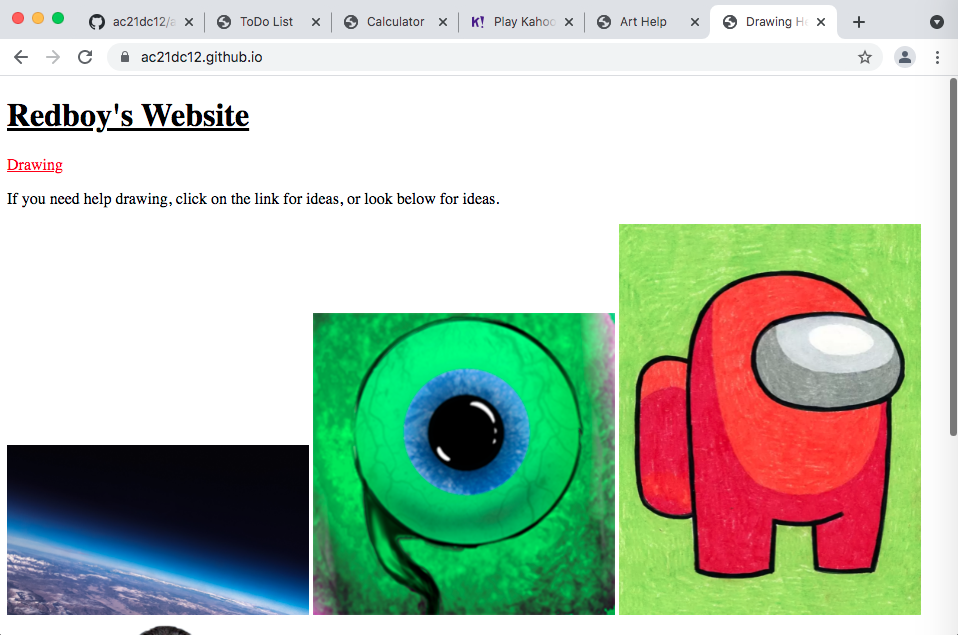 ac21dc12/a
ToDo List
Calculator
K! Play Kahoo
Art Help
Drawing He
ac21dc12.github.io
Redboy's Website
Drawing
If you need help drawing, click on the link for ideas, or look below for ideas.